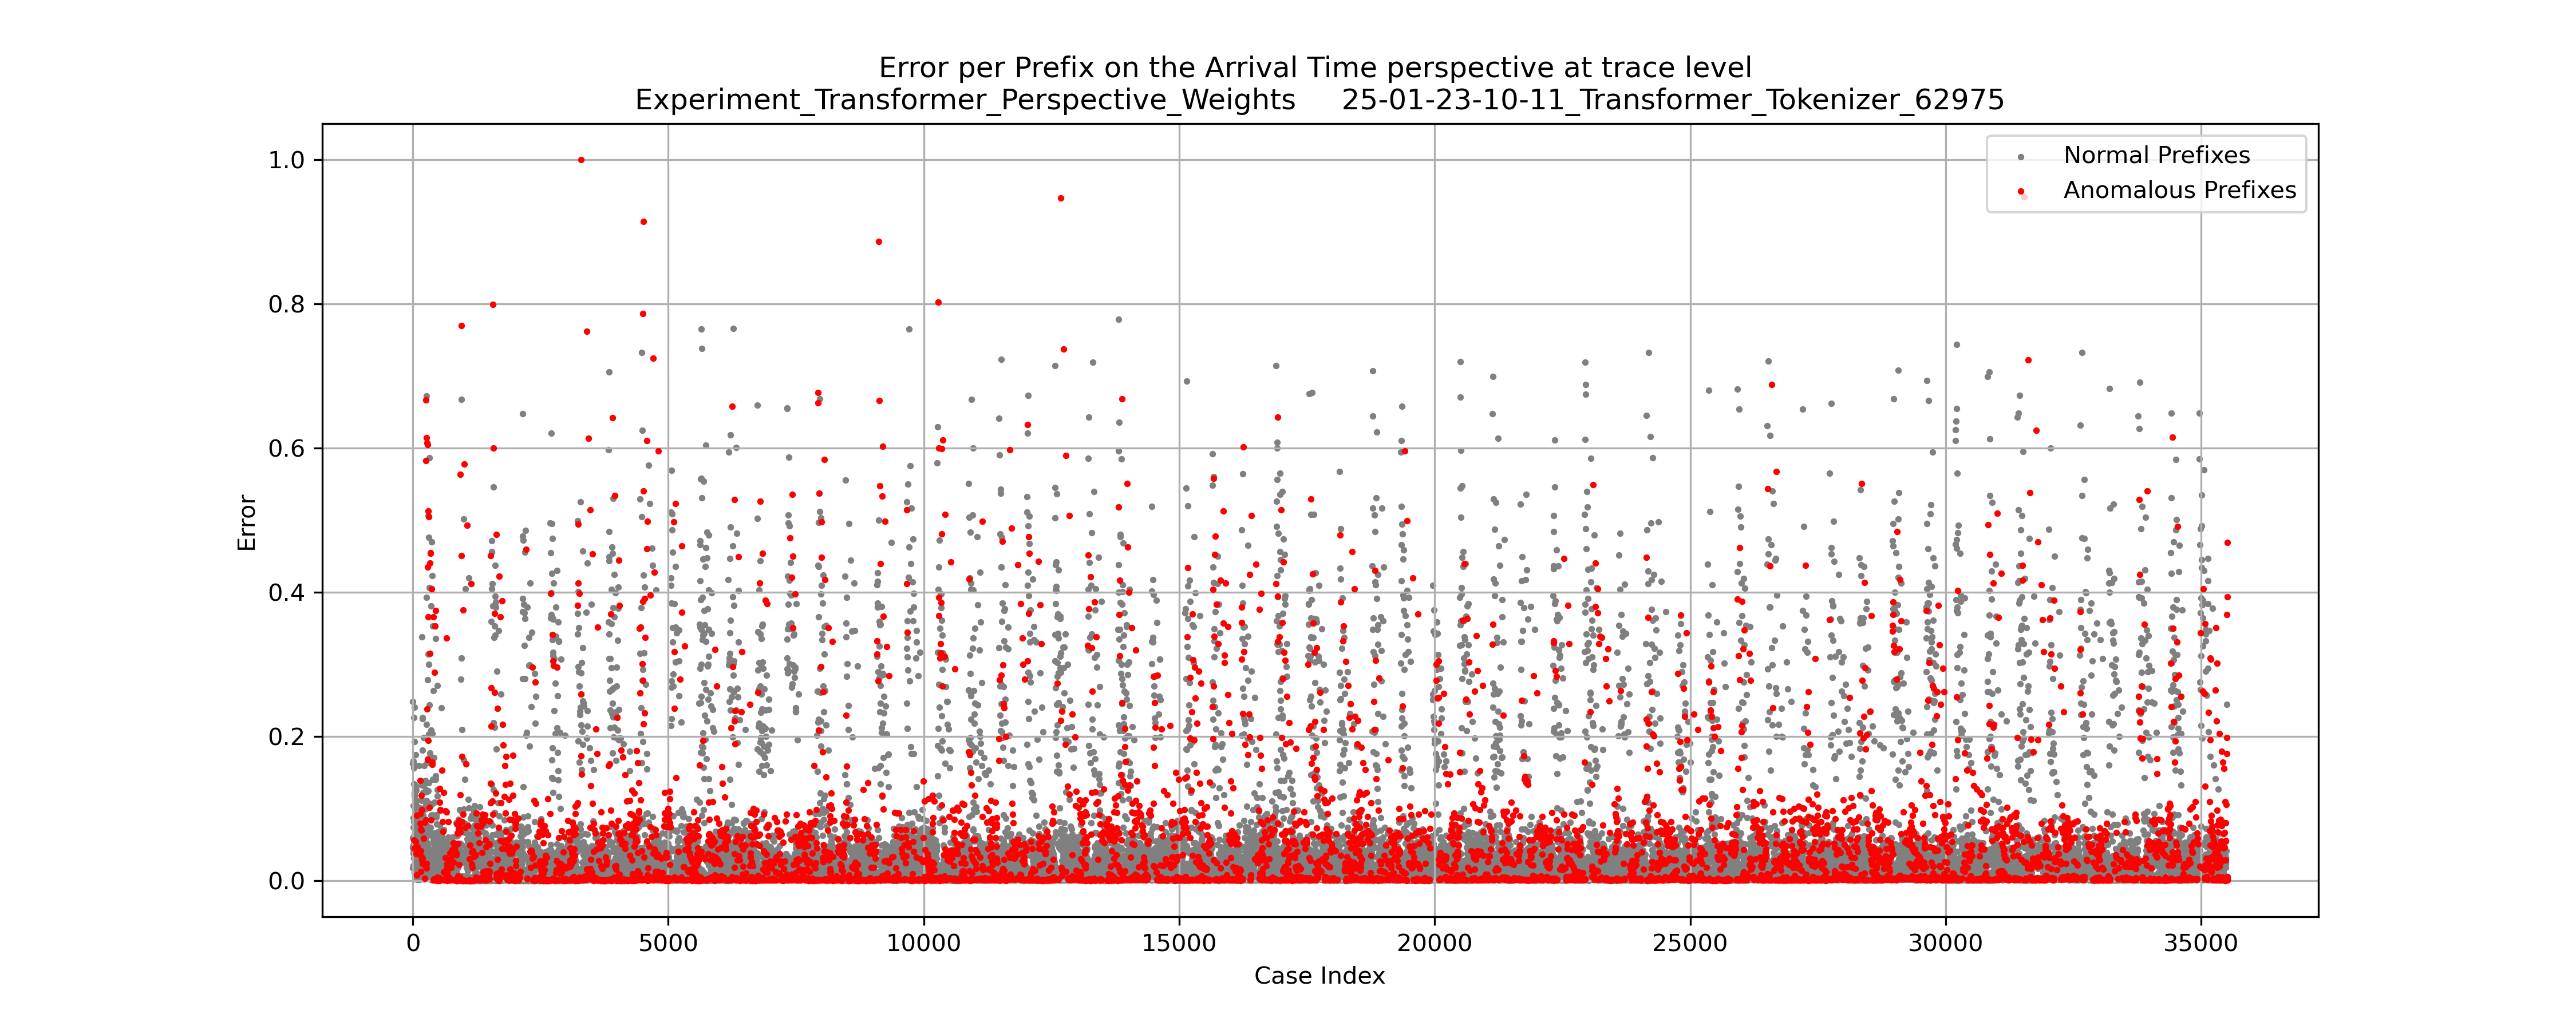 Error per Prefix on the Arrival Time perspective at trace level
Experiment_Transformer_Perspective_Weights 25-01-23-10-11_Transformer_Tokenizer_62975
Normal Prefixes
Anomalous Prefixes
1.0
0.8
0.6
0.4
0.2
0.0
Error
0 5000 10000 15000 20000 25000 30000 35000
Case Index